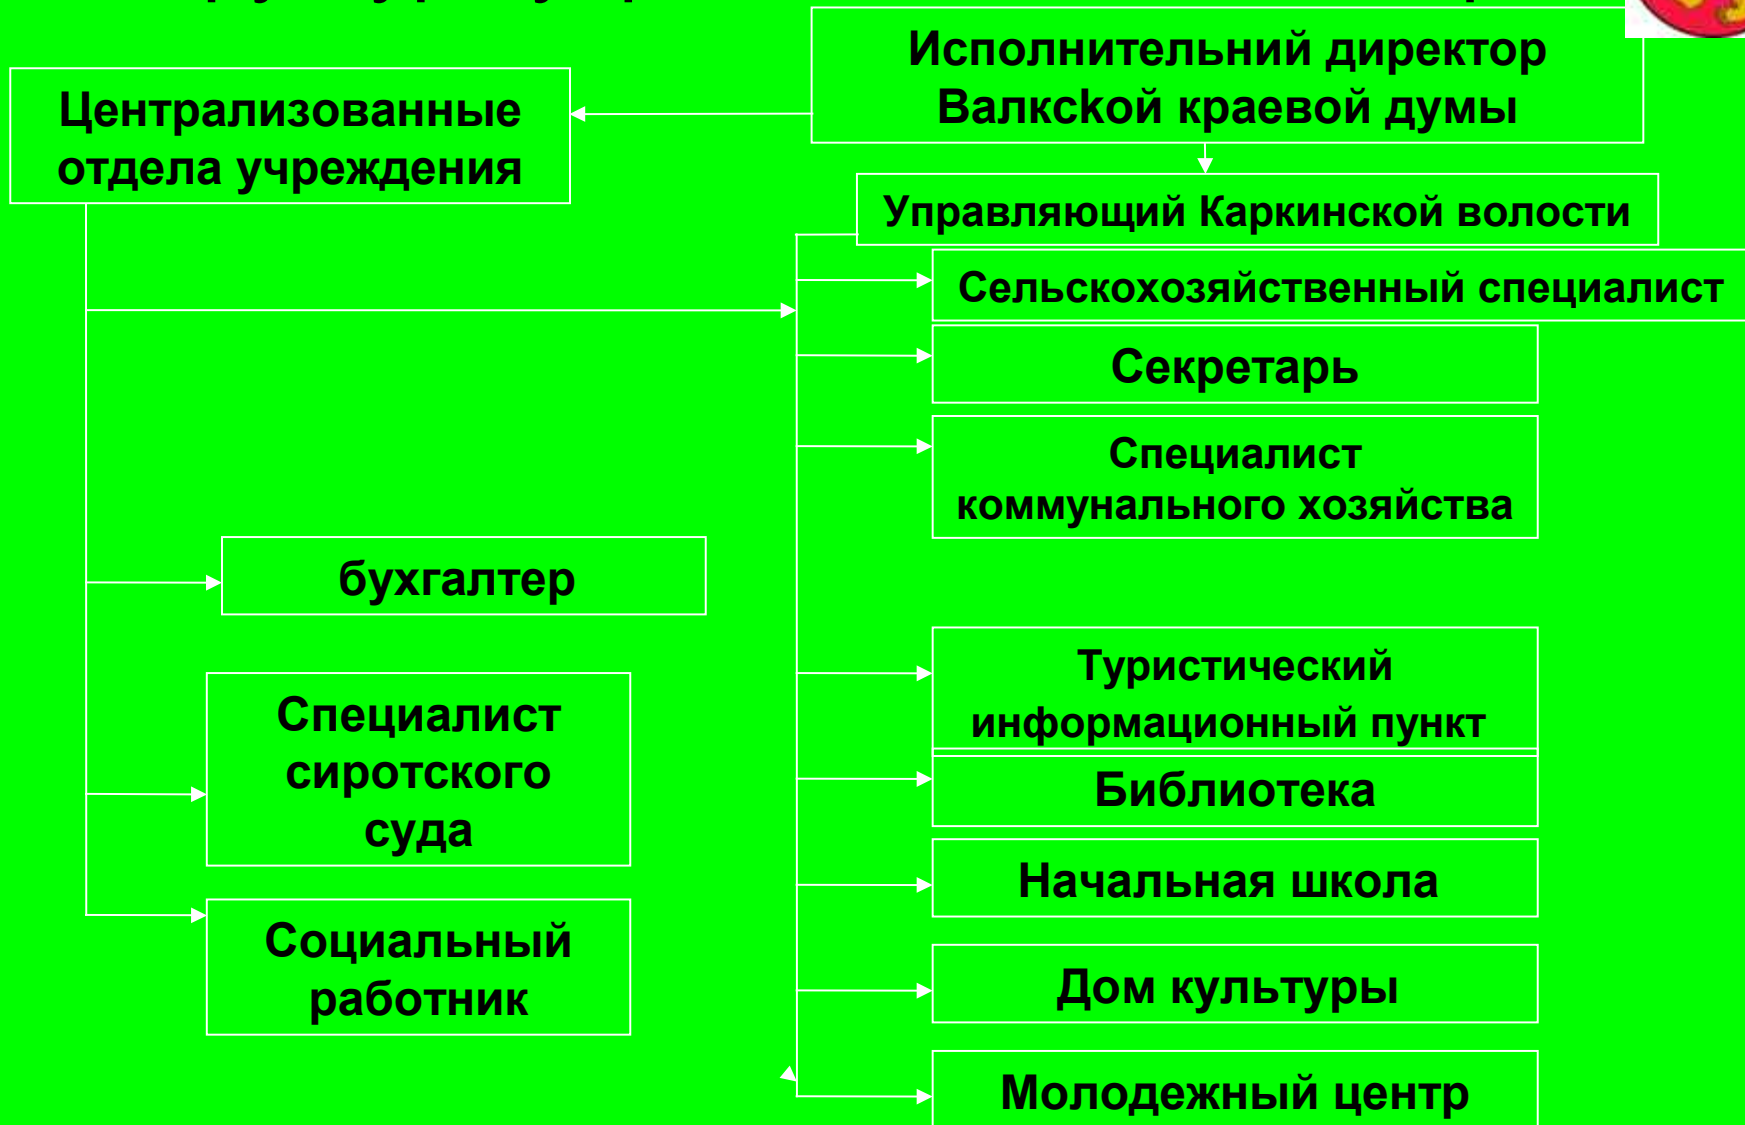 Исполнительний директор
Валкской краевой думы
Централизованные
отдела учреждения
Управляющий Каркинской волости
Сельскохозяйственный специалист
Секретарь
Специалист
коммунального хозяйства
бухгалтер
Специалист
сиротского
суда
Социальный
работник
Туристический
информационный пункт
Библиотека
Начальная школа
Дом культуры
Молодежный центр